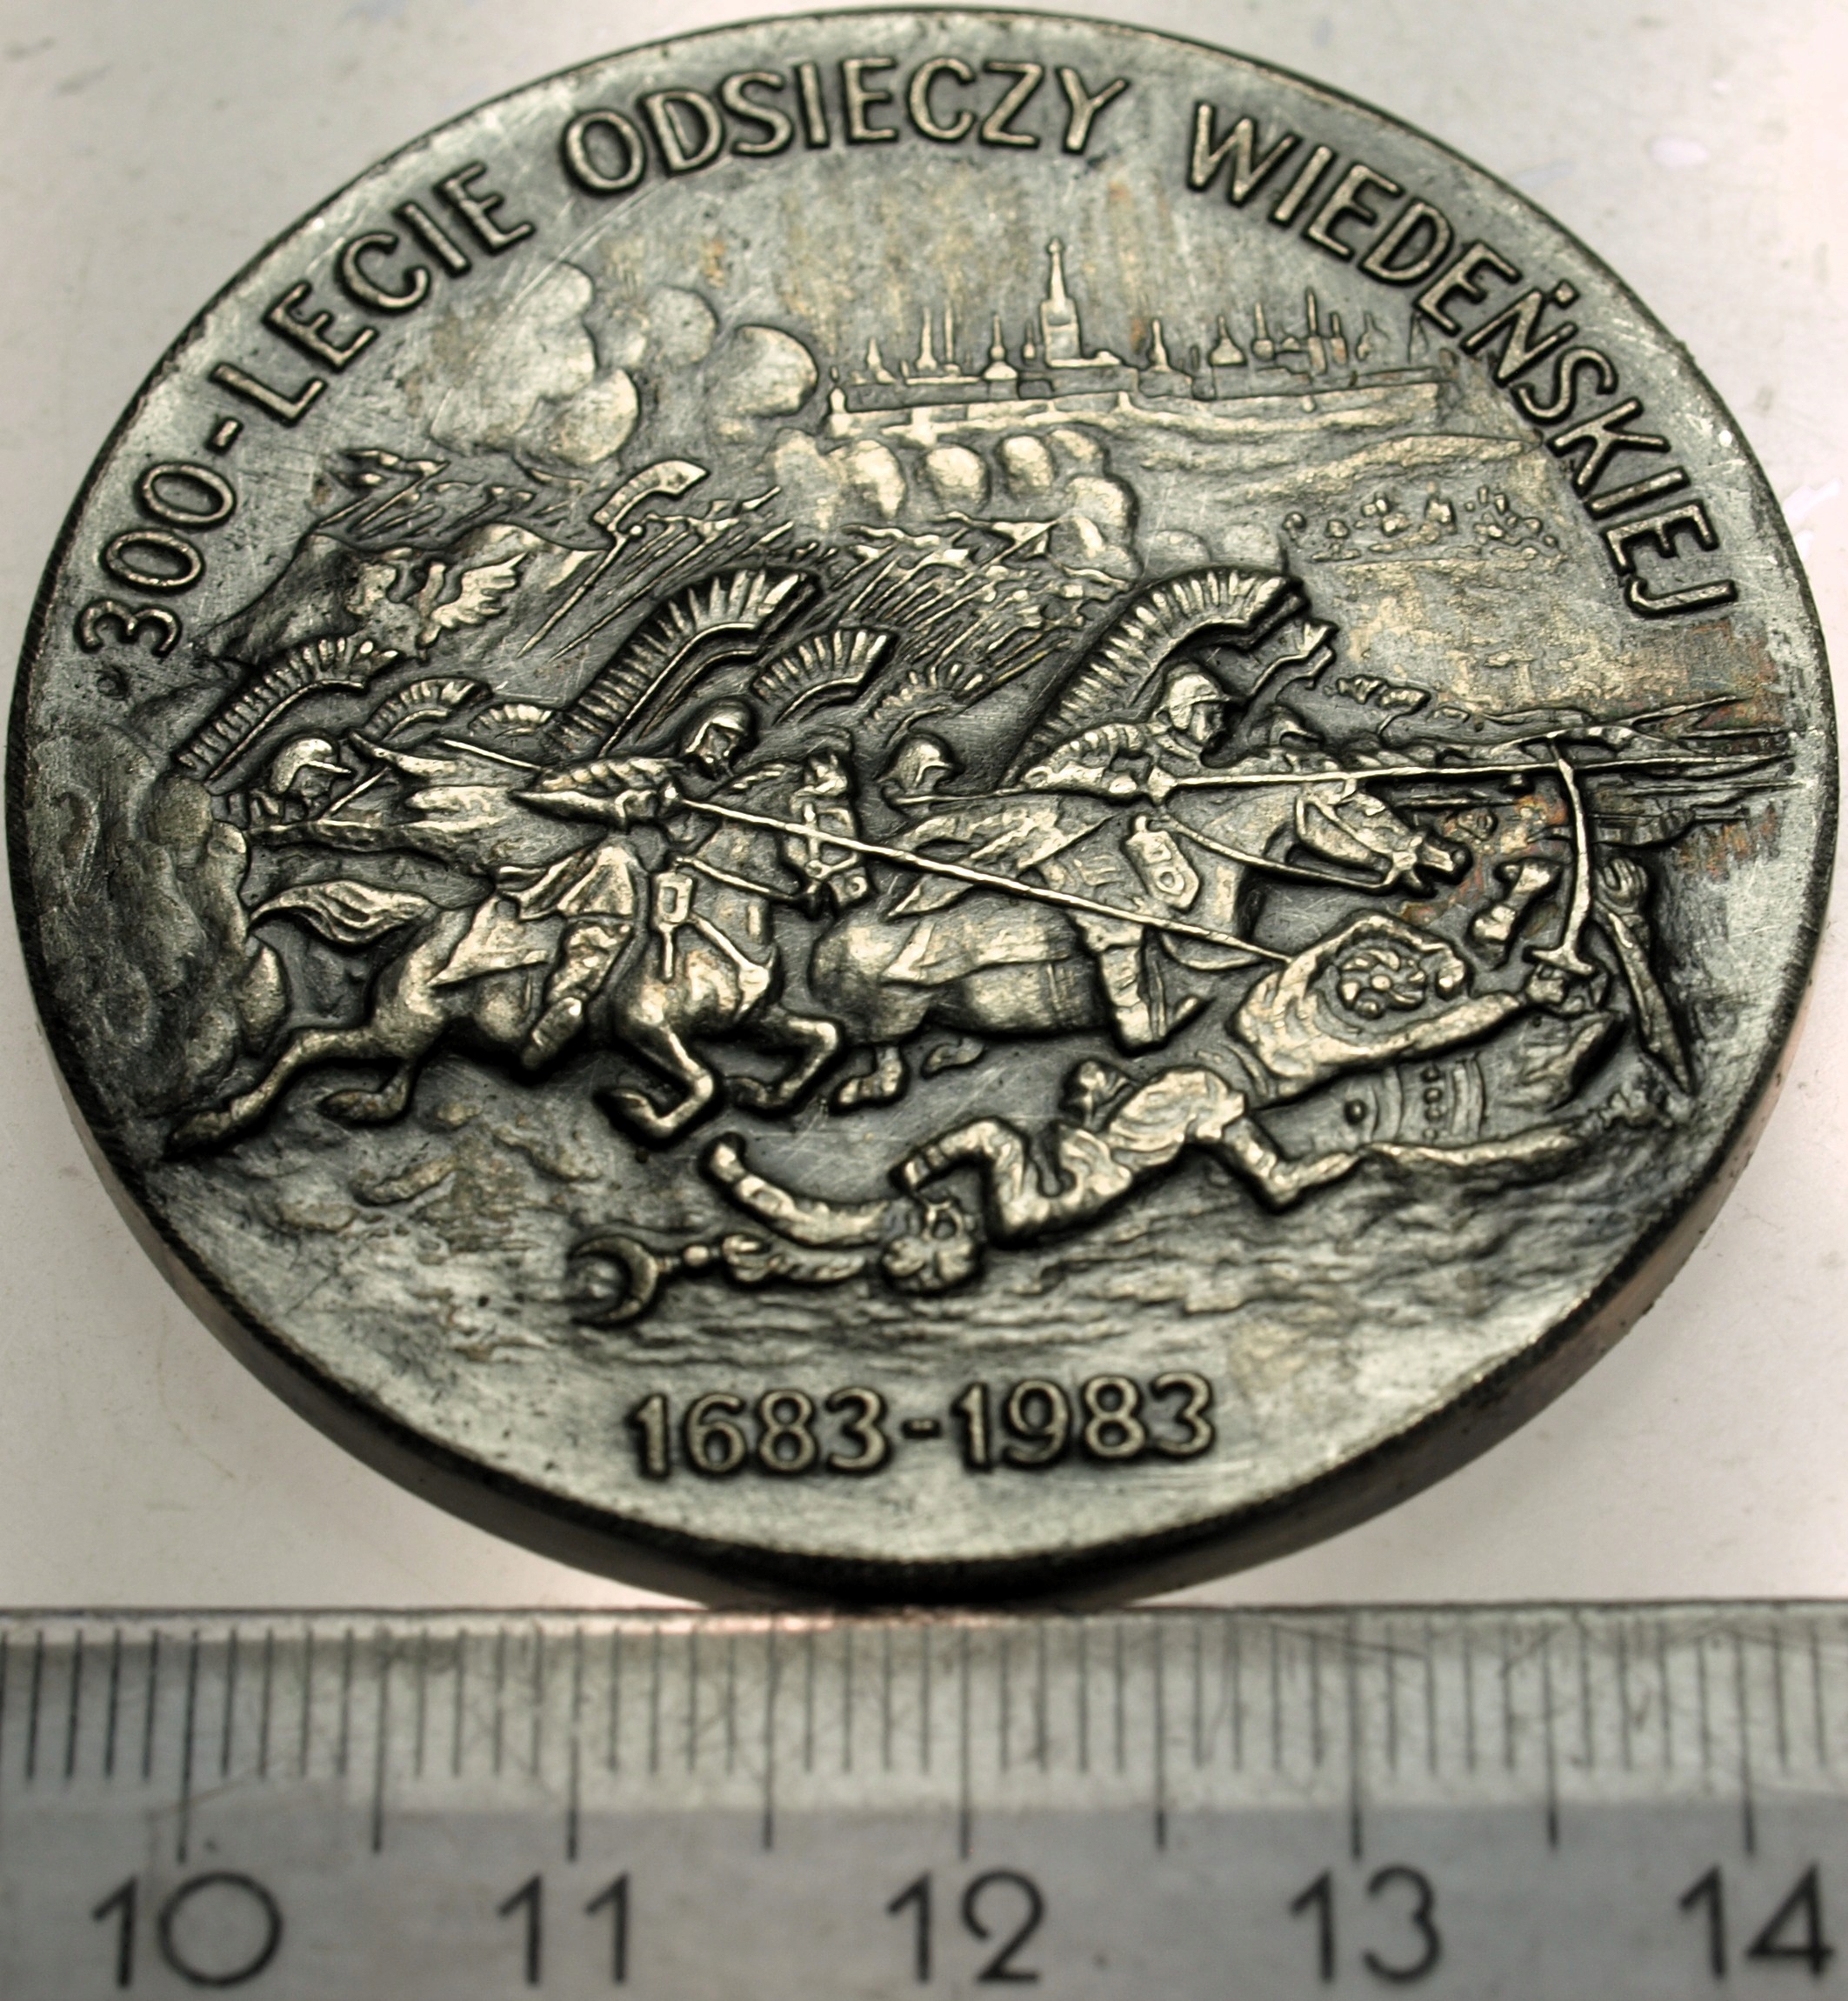 300-LECIE ODSIECZY WIEDEŃSKIEJ
1683-1983
10 11 12 13 14